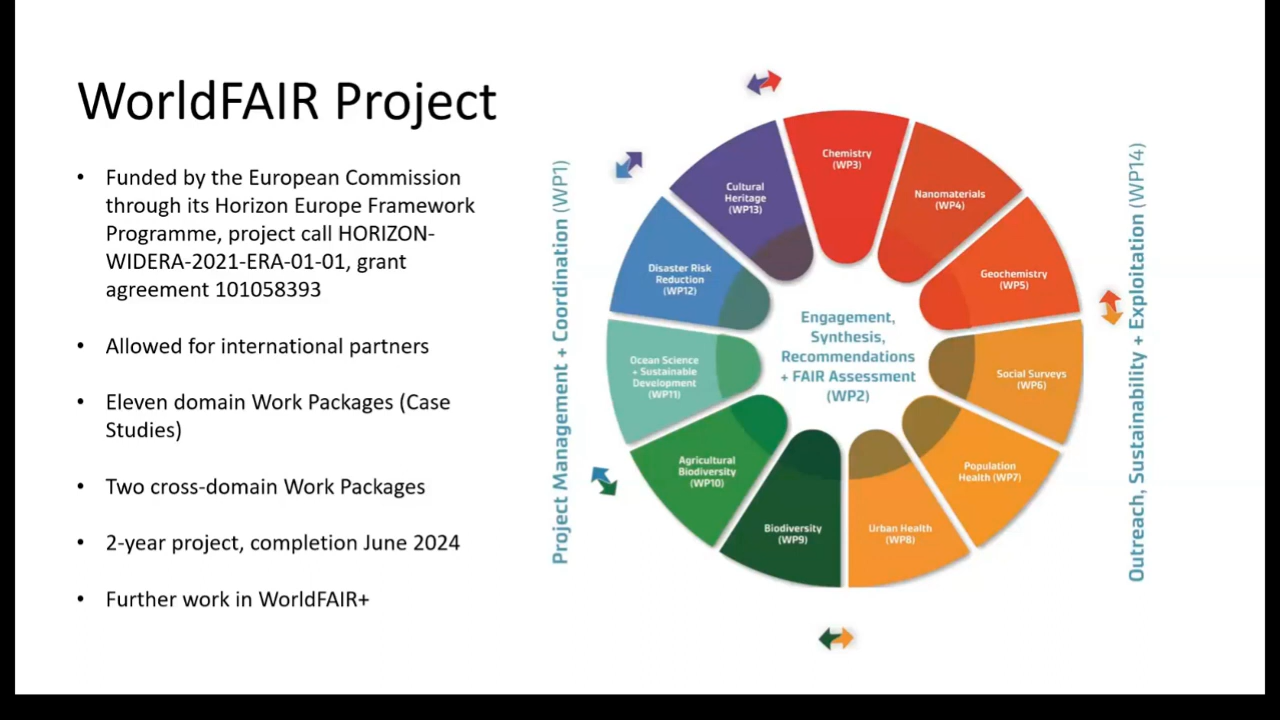 WorldFAIR Project
• Funded by the European Commission
through its Horizon Europe Framework
Programme, project call HORIZON-
WIDERA-2021-ERA-01-01, grant
agreement 101058393
• Allowed for international partners
• Eleven domain Work Packages (Case
Studies)
• Two cross-domain Work Packages
• 2-year project, completion June 2024
• Further work in WorldFAIR+
Project Management + Coordination (WP1)
Chemistry
(WP3)
Nanomaterials
(WP4)
Geochemistry
(WP5)
Social Surveys
(WP6)
Population
Health (WP7)
Urban Health
(WP8)
Biodiversity
(WP9)
Agricultural
Biodiversity
(WP10)
Ocean Science
+ Sustainable
Development
(WP11)
Disaster Risk
Reduction
(WP12)
Cultural
Heritage
(WP13)
Engagement,
Synthesis,
Recommendations
+ FAIR Assessment
(WP2)
Outreach, Sustainability + Exploitation (WP14)